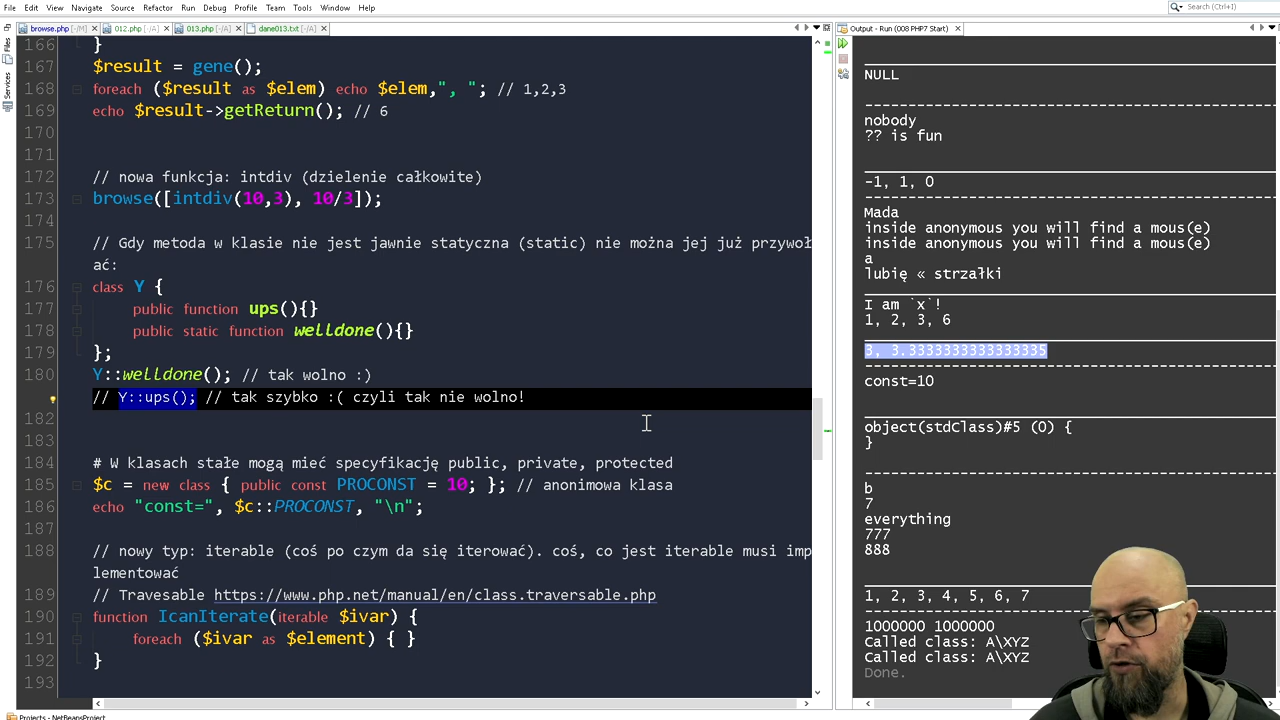 File Edit View Navigate Source Refactor Run Debug Profile Team Tools Window Help
Search (Ctrl+I)
browse.php [-/M] 012.php [-/A] 013.php [-/A] dane013.txt [-/A]
166 }
167 $result = gene();
168 foreach ($result as $elem) echo $elem,", "; // 1,2,3
169 echo $result->getReturn(); // 6
170
171
172 // nowa funkcja: intdiv (dzielenie całkowite)
173 browse([intdiv(10,3), 10/3]);
174
175 // Gdy metoda w klasie nie jest jawnie statyczna (static) nie można jej już przywoł
ać:
176 class Y {
177 public function ups(){}
178 public static function welldone(){}
179 };
180 Y::welldone(); // tak wolno :)
// Y::ups(); // tak szybko :( czyli tak nie wolno!
182
183
184 # W klasach stałe mogą mieć specyfikację public, private, protected
185 $c = new class { public const PROCONST = 10; }; // anonimowa klasa
186 echo "const=", $c::PROCONST, "\n";
187
188 // nowy typ: iterable (coś po czym da się iterować). coś, co jest iterable musi imp
lementować
189 // Travesable https://www.php.net/manual/en/class.traversable.php
190 function IcanIterate(iterable $ivar) {
191 foreach ($ivar as $element) { }
192 }
193
Files
Services
Projects - NetBeansProject
Output - Run (008 PHP7 Start)
NULL
nobody
?? is fun
-1, 1, 0
Mada
inside anonymous you will find a mous(e)
inside anonymous you will find a mous(e)
a
lubię « strzałki
I am `x`!
1, 2, 3, 6
3, 3.3333333333333335
const=10
object(stdClass)#5 (0) {
}
b
7
everything
777
888
1, 2, 3, 4, 5, 6, 7
1000000 1000000
Called class: A\XYZ
Called class: A\XYZ
Done.